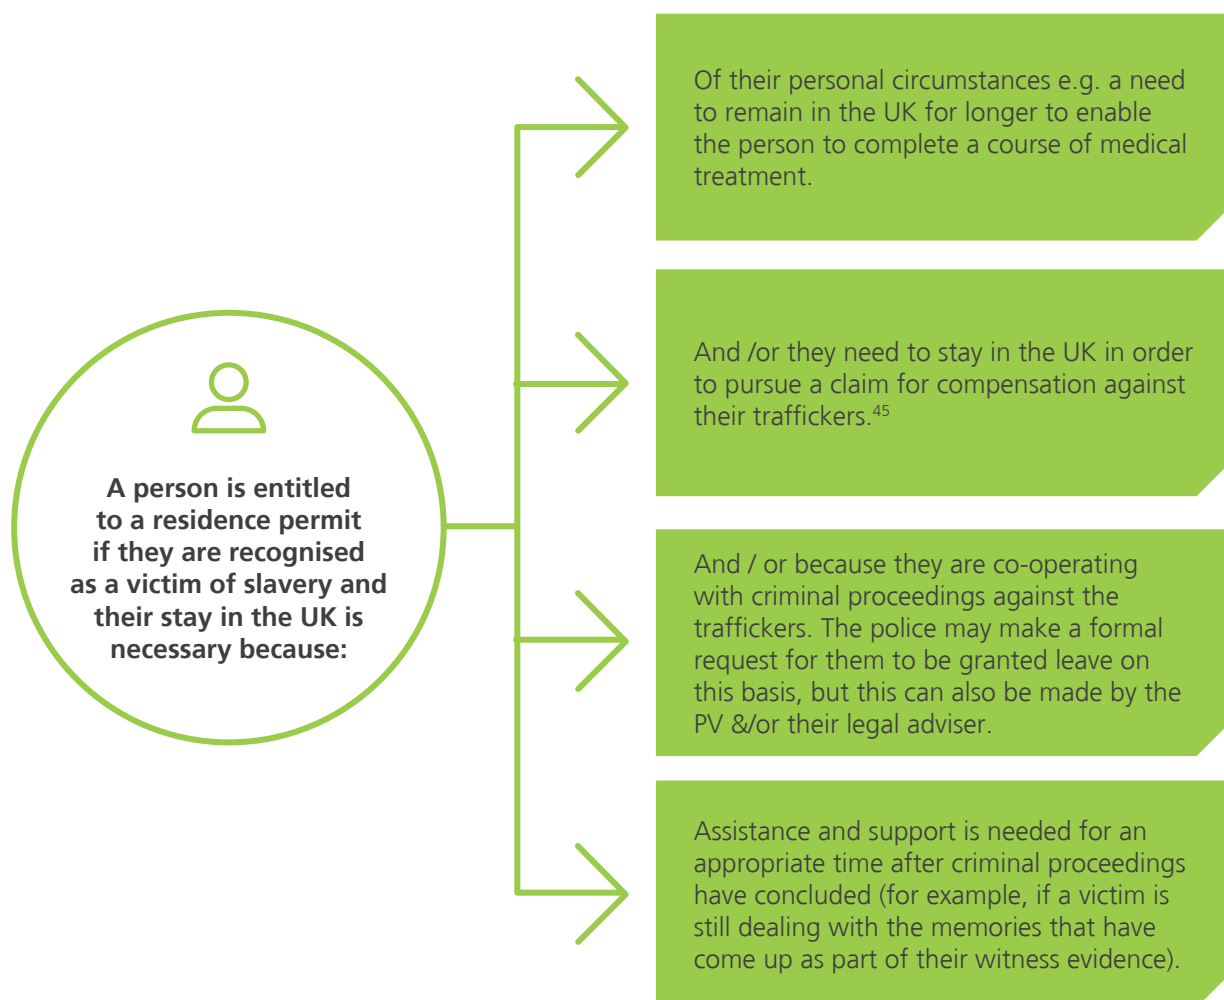 A person is entitled
to a residence permit
if they are recognised
as a victim of slavery and
their stay in the UK is
necessary because:
Of their personal circumstances e.g. a need
to remain in the UK for longer to enable
the person to complete a course of medical
treatment.
And /or they need to stay in the UK in order
to pursue a claim for compensation against
their traffickers.45
And / or because they are co-operating
with criminal proceedings against the
traffickers. The police may make a formal
request for them to be granted leave on
this basis, but this can also be made by the
PV &/or their legal adviser.
Assistance and support is needed for an
appropriate time after criminal proceedings
have concluded (for example, if a victim is
still dealing with the memories that have
come up as part of their witness evidence).